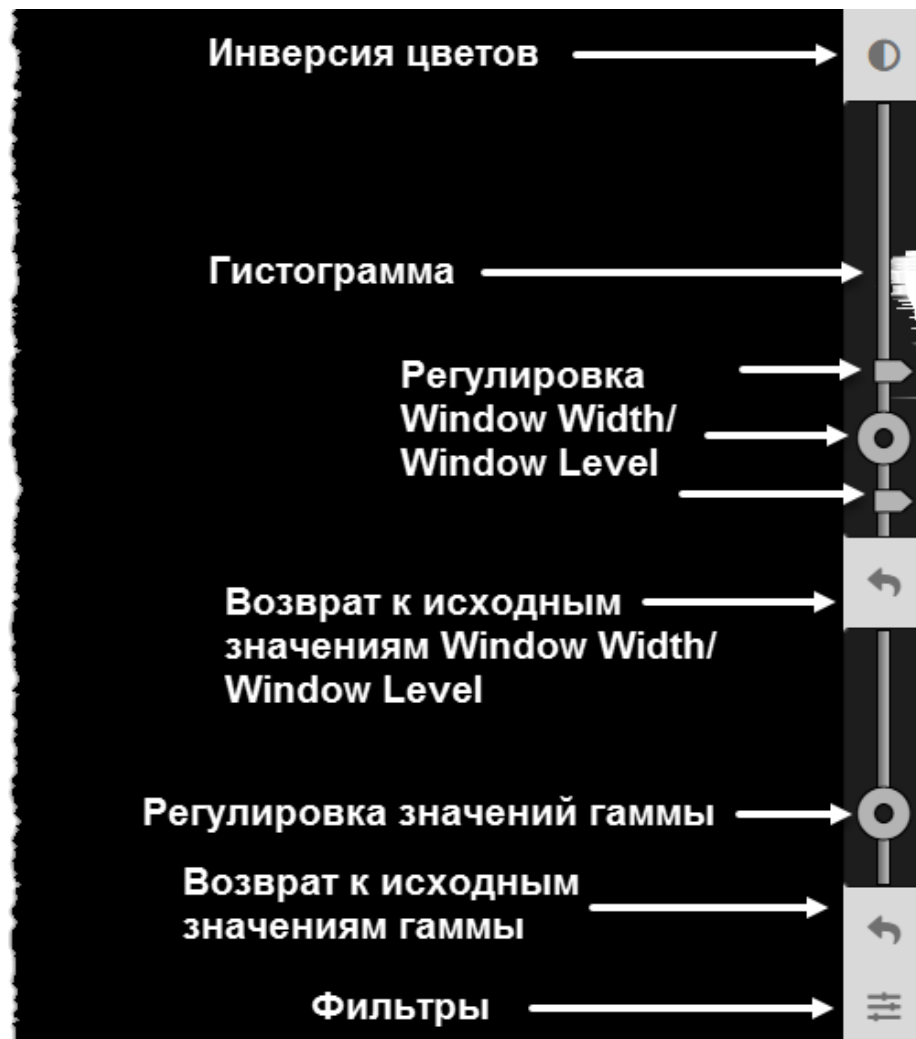 Инверсия цветов
Гистограмма
Регулировка
Window Width/
Window Level
Возврат к исходным
значениям Window Width/
Window Level
Регулировка значений гаммы
Возврат к исходным
значениям гаммы
Фильтры